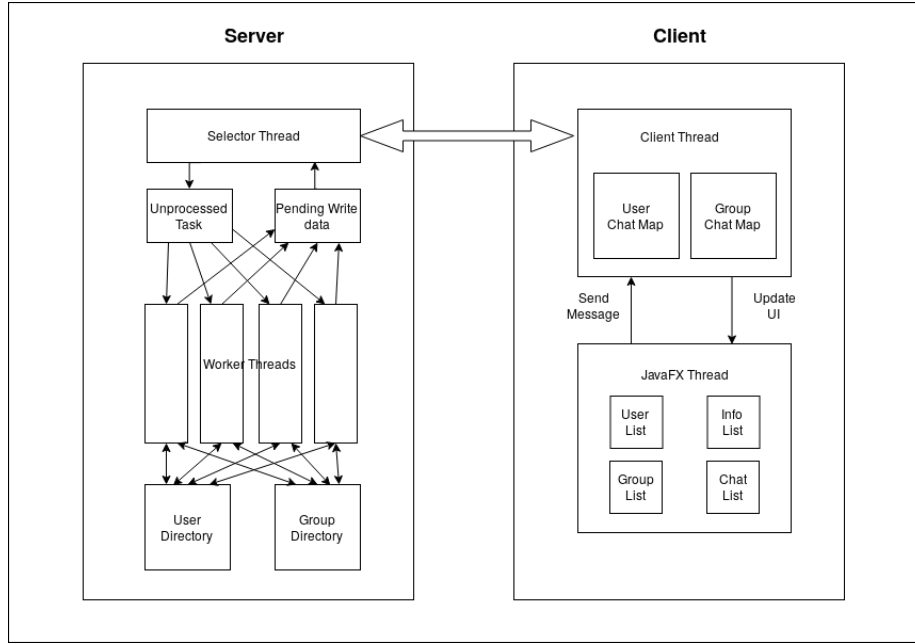 Server
Client
Selector Thread
Client Thread
Unprocessed
Task
Pending Write
data
User
Chat Map
Group
Chat Map
Send
Message
Update
UI
Worker Threads
JavaFX Thread
User
List
Info
List
Group
List
Chat
List
User
Directory
Group
Directory